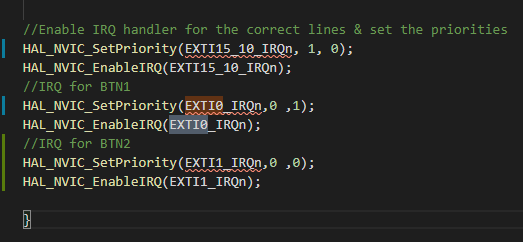 //Enable IRQ handler for the correct lines & set the priorities
HAL_NVIC_SetPriority(EXTI15_10_IRQn, 1, 0);
HAL_NVIC_EnableIRQ(EXTI15_10_IRQn);
//IRQ for BTN1
HAL_NVIC_SetPriority(EXTI0_IRQn,0 ,1);
HAL_NVIC_EnableIRQ(EXTI0_IRQn);
//IRQ for BTN2
HAL_NVIC_SetPriority(EXTI1_IRQn,0 ,0);
HAL_NVIC_EnableIRQ(EXTI1_IRQn);
}